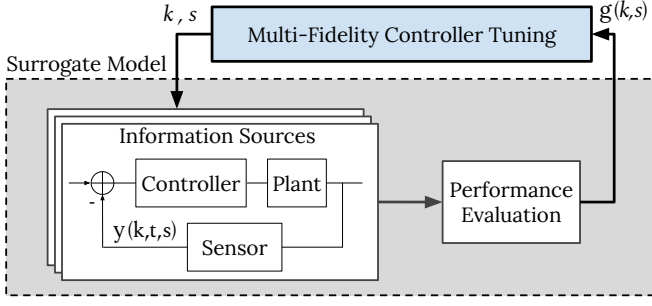 k, s
g(k,s)
Multi-Fidelity Controller Tuning
Surrogate Model
Information Sources
Controller
Plant
-
y(k,t,s)
Sensor
Performance
Evaluation